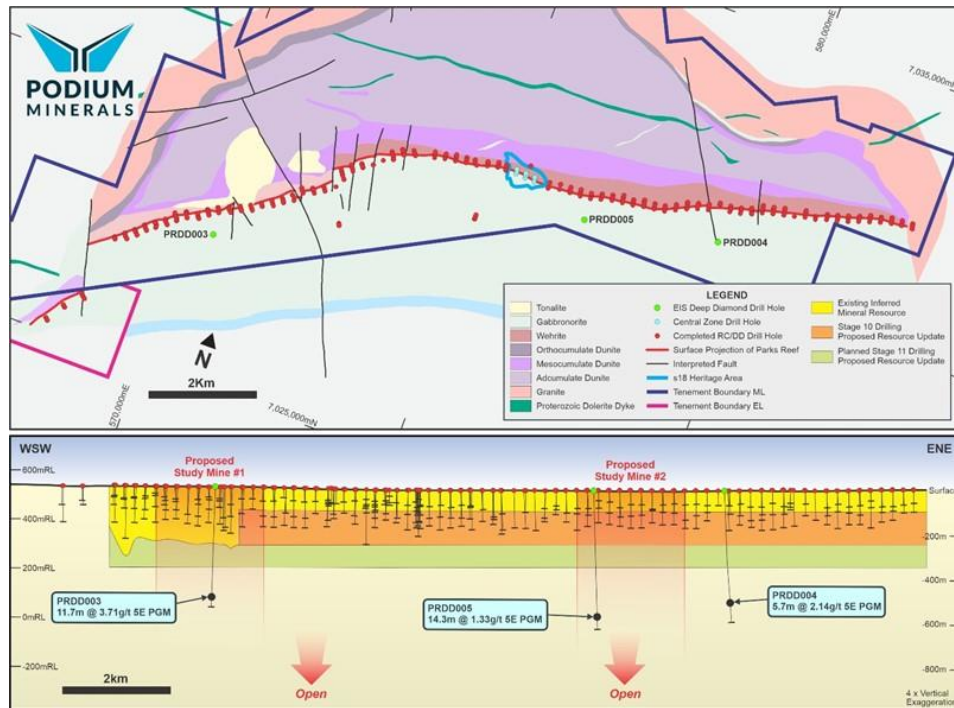 PODIUM
MINERALS
580,000mE
7,035,000mN
PRDD003
PRDD005
PRDD004
N
2Km
570,000mE
7,025,000mN
LEGEND
Tonalite
Gabbronorite
Wehrite
Orthocumulate Dunite
Mesocumulate Dunite
Adcumulate Dunite
Granite
Proterozoic Dolerite Dyke
EIS Deep Diamond Drill Hole
Central Zone Drill Hole
Completed RC/DD Drill Hole
Surface Projection of Parks Reef
Interpreted Fault
s18 Heritage Area
Tenement Boundary ML
Tenement Boundary EL
Existing Inferred
Mineral Resource
Stage 10 Drilling
Proposed Resource Update
Planned Stage 11 Drilling
Proposed Resource Update
WSW
ENE
600mRL
Proposed
Study Mine #1
Proposed
Study Mine #2
Surface
400mRL
-200m
200mRL
-400m
PRDD003
11.7m @ 3.71g/t 5E PGM
PRDD005
14.3m @ 1.33g/t 5E PGM
PRDD004
5.7m @ 2.14g/t 5E PGM
0mRL
-600m
-200mRL
-800m
2km
Open
Open
4 x Vertical
Exaggeration